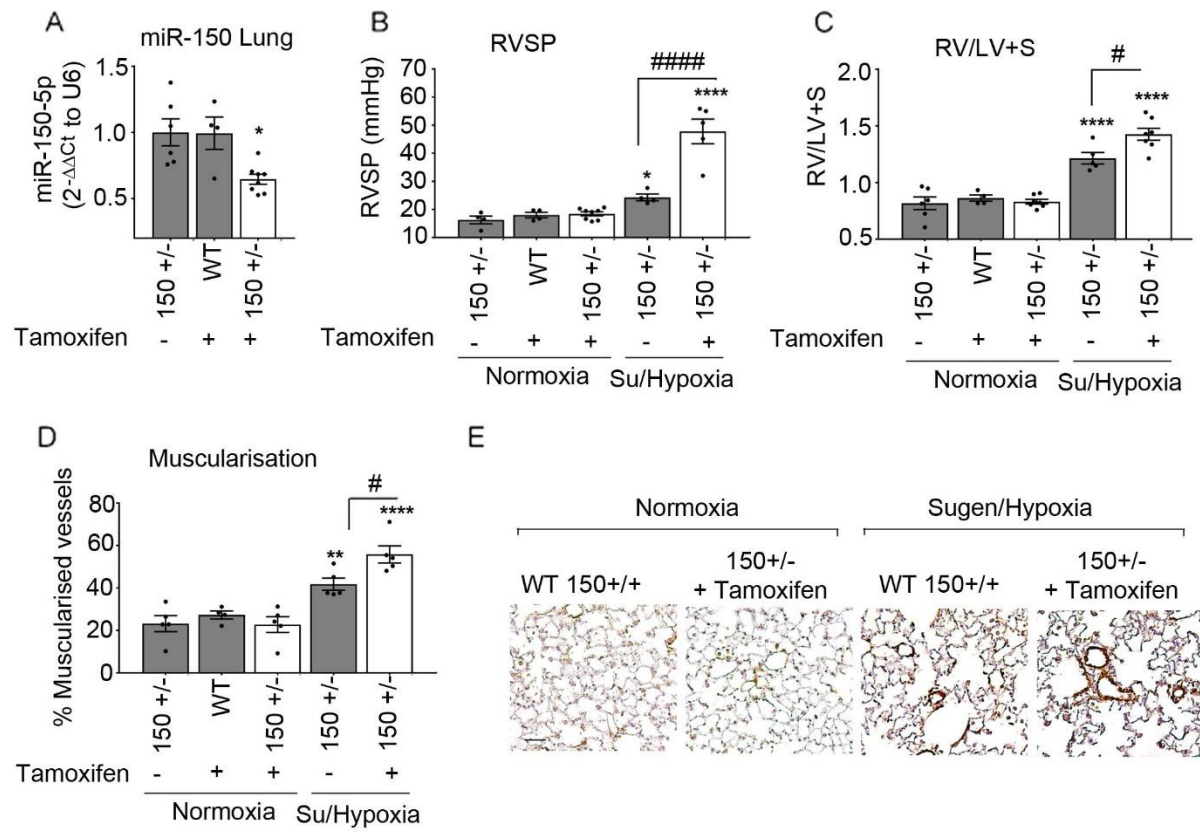 A
miR-150 Lung
miR-150-5p
(2-ΔΔCt to U6)
1.5
1.0
0.5
*
150 +/-
WT
150 +/-
Tamoxifen - + +
B
RVSP
RVSP (mmHg)
70
60
50
40
30
20
10
####
****
*
150 +/-
WT
150 +/-
150 +/-
150 +/-
Tamoxifen - + + - +
Normoxia Su/Hypoxia
C
RV/LV+S
RV/LV+S
2.0
1.5
1.0
0.5
#
****
****
150 +/-
WT
150 +/-
150 +/-
150 +/-
Tamoxifen - + + - +
Normoxia Su/Hypoxia
D
Muscularisation
% Muscularised vessels
80
60
40
20
0
#
****
**
150 +/-
WT
150 +/-
150 +/-
150 +/-
Tamoxifen - + + - +
Normoxia Su/Hypoxia
E
Normoxia Sugen/Hypoxia
WT 150+/+
150+/-
+ Tamoxifen
WT 150+/+
150+/-
+ Tamoxifen